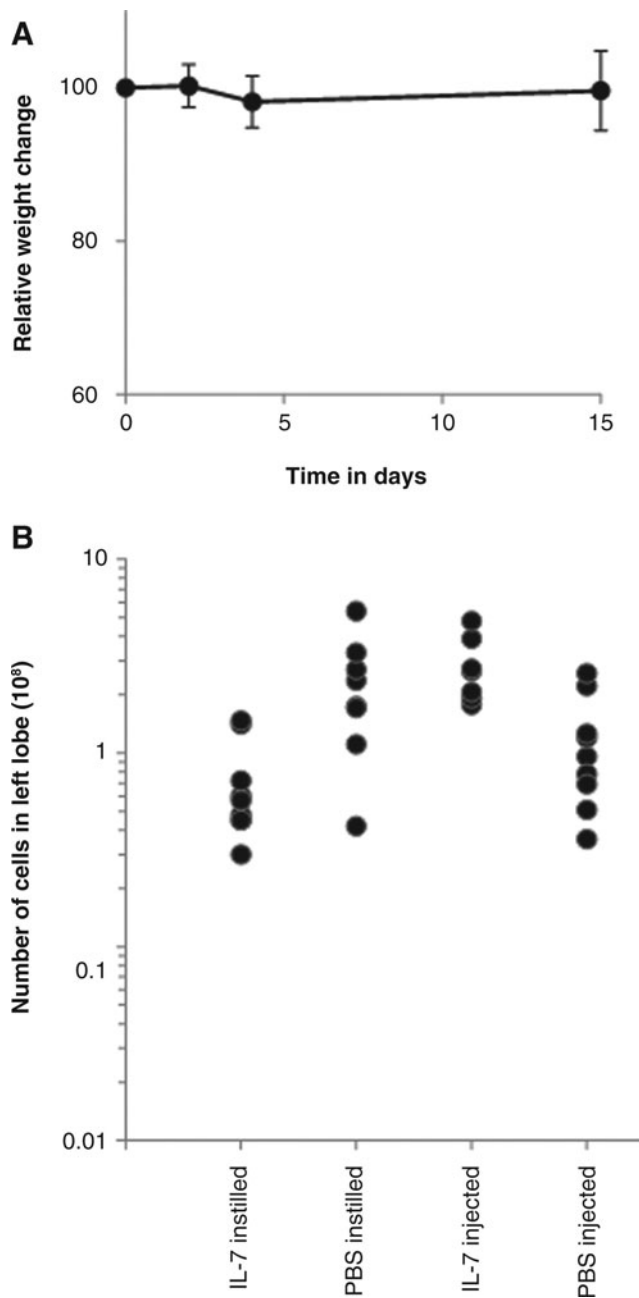 A
Relative weight change
100
80
60
0 5 10 15
Time in days
B
Number of cells in left lobe (10⁸)
10
1
0.1
0.01
IL-7 instilled
PBS instilled
IL-7 injected
PBS injected